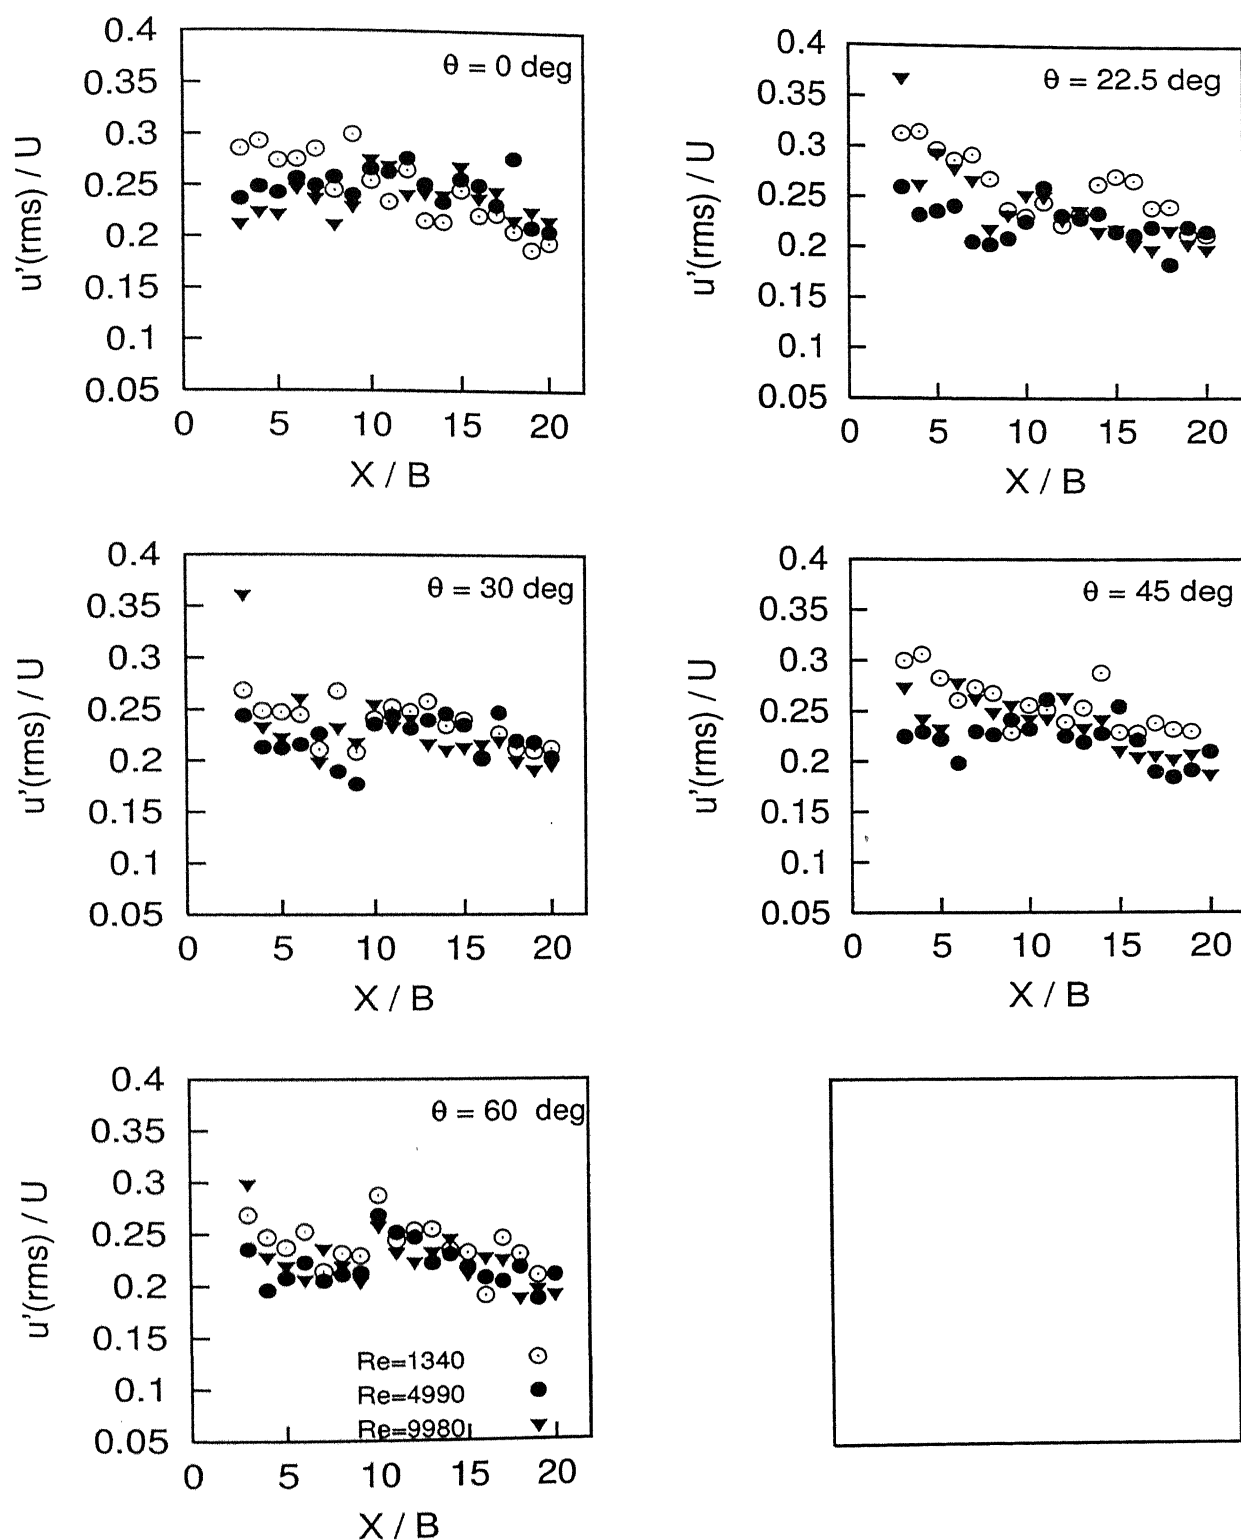 0.4
0.35
0.3
0.25
0.2
0.15
0.1
0.05
u'(rms) / U
θ = 0 deg
0 5 10 15 20
X / B
0.4
0.35
0.3
0.25
0.2
0.15
0.1
0.05
u'(rms) / U
θ = 22.5 deg
0 5 10 15 20
X / B
0.4
0.35
0.3
0.25
0.2
0.15
0.1
0.05
u'(rms) / U
θ = 30 deg
0 5 10 15 20
X / B
0.4
0.35
0.3
0.25
0.2
0.15
0.1
0.05
u'(rms) / U
θ = 45 deg
0 5 10 15 20
X / B
0.4
0.35
0.3
0.25
0.2
0.15
0.1
0.05
u'(rms) / U
θ = 60 deg
Re=1340
Re=4990
Re=9980
0 5 10 15 20
X / B